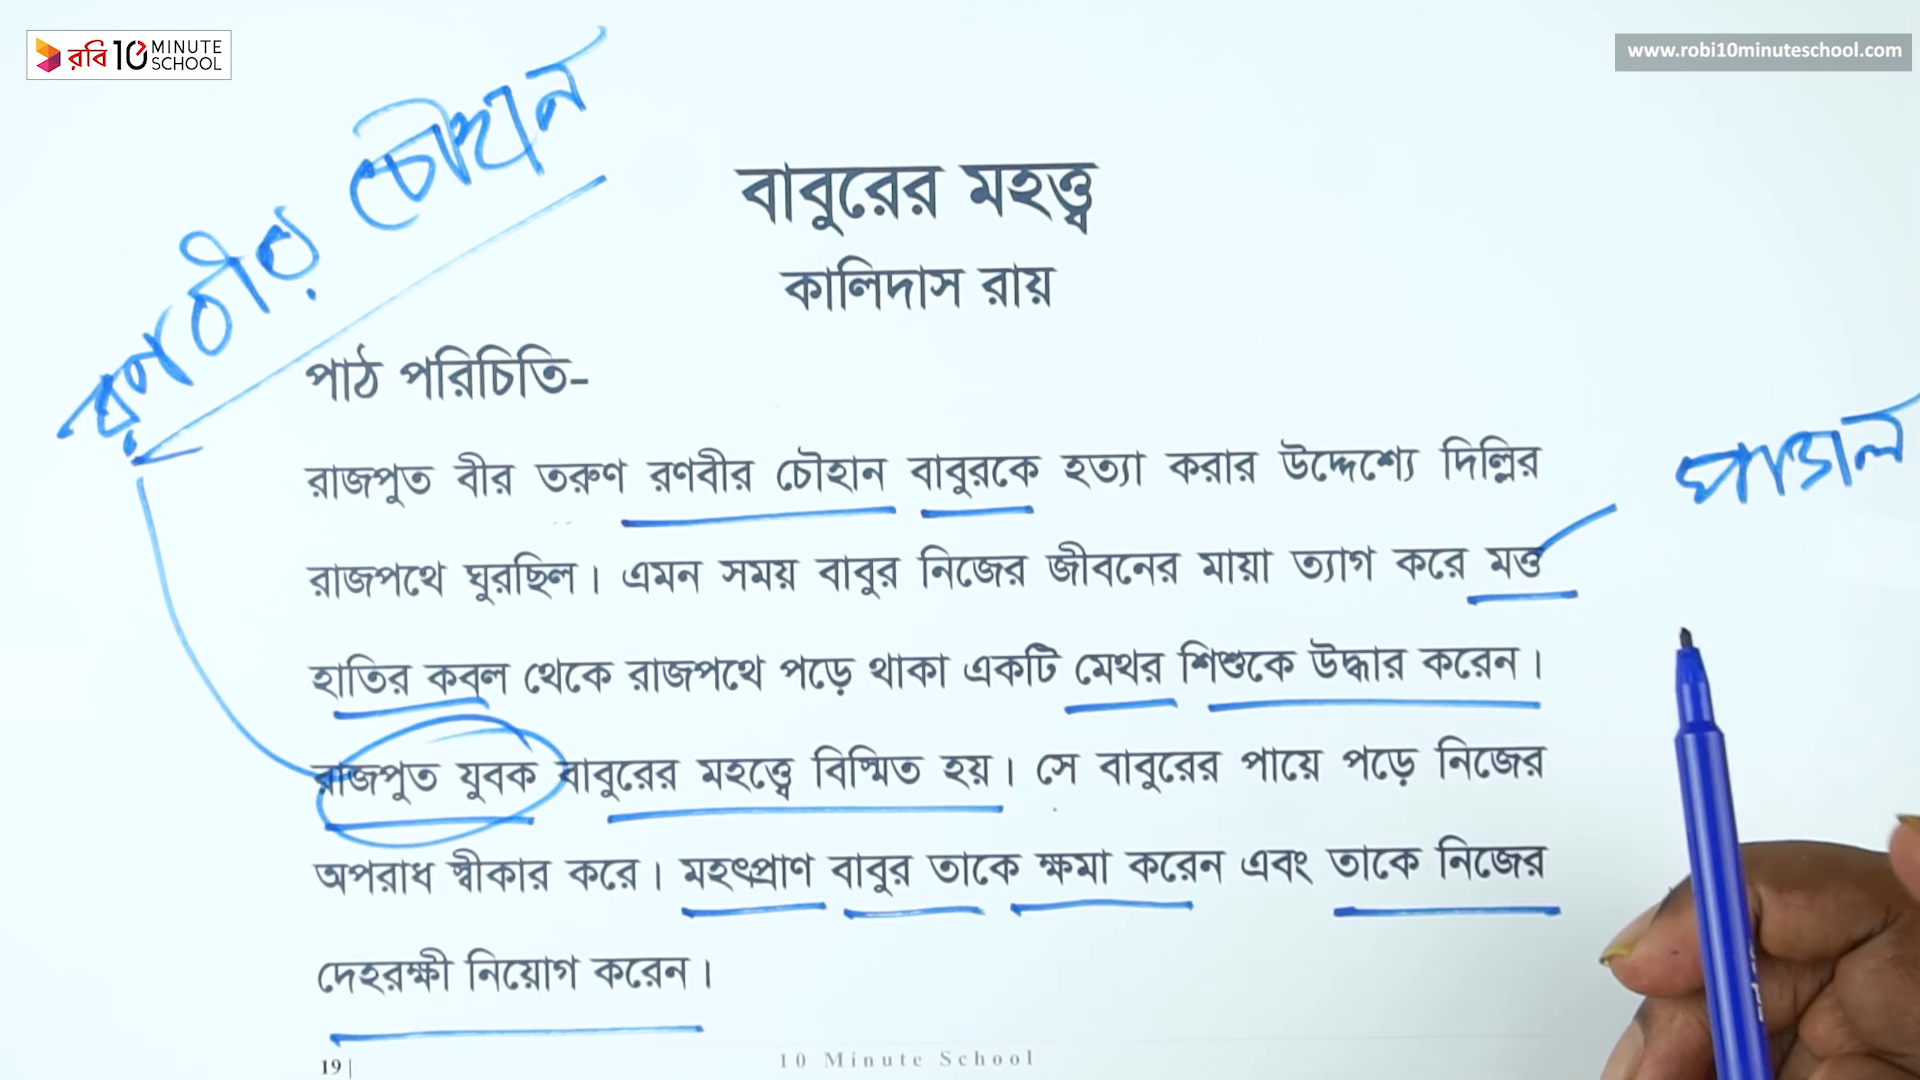 রবি 10 MINUTE SCHOOL
www.robi10minuteschool.com
রণবীর চৌহান
বাবুরের মহত্ত্ব
কালিদাস রায়
পাঠ পরিচিতি-
রাজপুত বীর তরুণ রণবীর চৌহান বাবুরকে হত্যা করার উদ্দেশ্যে দিল্লির
রাজপথে ঘুরছিল। এমন সময় বাবুর নিজের জীবনের মায়া ত্যাগ করে মত্ত
পাগল
হাতির কবল থেকে রাজপথে পড়ে থাকা একটি মেথর শিশুকে উদ্ধার করেন।
রাজপুত যুবক বাবুরের মহত্ত্বে বিস্মিত হয়। সে বাবুরের পায়ে পড়ে নিজের
অপরাধ স্বীকার করে। মহৎপ্রাণ বাবুর তাকে ক্ষমা করেন এবং তাকে নিজের
দেহরক্ষী নিয়োগ করেন।
19|
10 Minute School